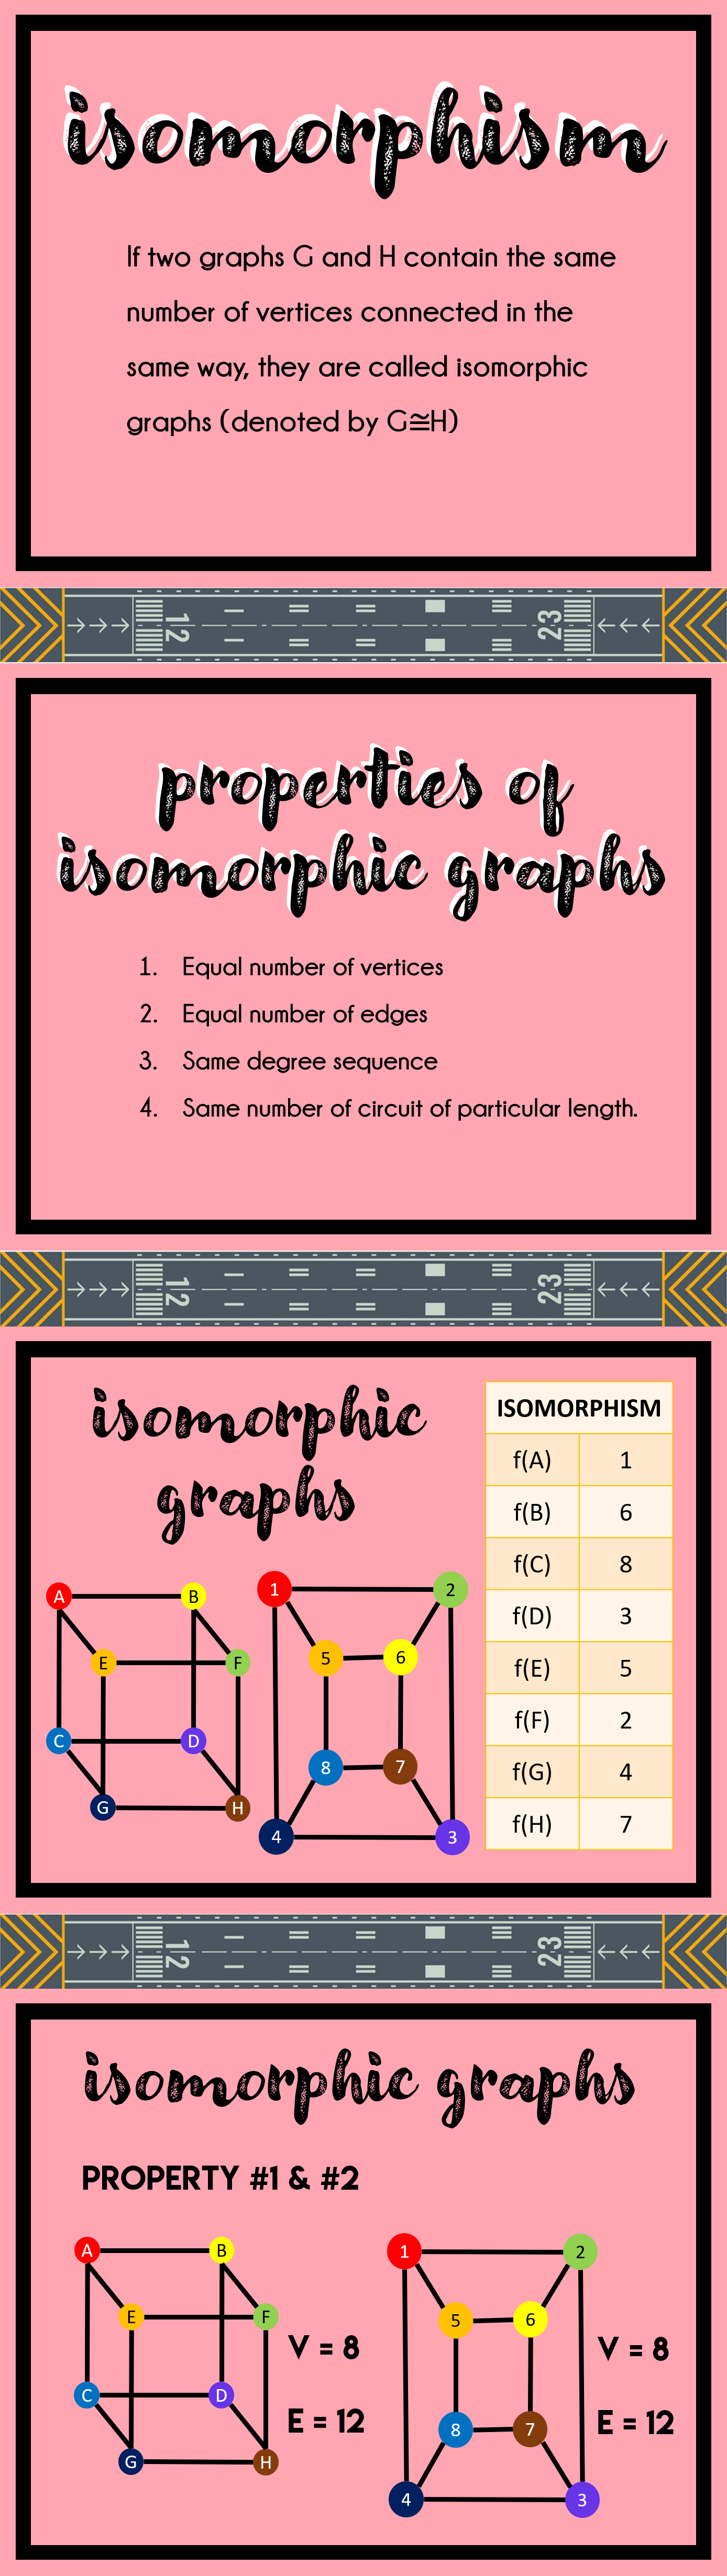 isomorphism
If two graphs G and H contain the same
number of vertices connected in the
same way, they are called isomorphic
graphs (denoted by G≅H)
12
23
properties of
isomorphic graphs
1. Equal number of vertices
2. Equal number of edges
3. Same degree sequence
4. Same number of circuit of particular length.
12
23
isomorphic
graphs
A B
E F
C D
G H
1 2
5 6
8 7
4 3
ISOMORPHISM
f(A) 1
f(B) 6
f(C) 8
f(D) 3
f(E) 5
f(F) 2
f(G) 4
f(H) 7
12
23
isomorphic graphs
PROPERTY #1 & #2
A B
E F
C D
G H
V = 8
E = 12
1 2
5 6
8 7
4 3
V = 8
E = 12